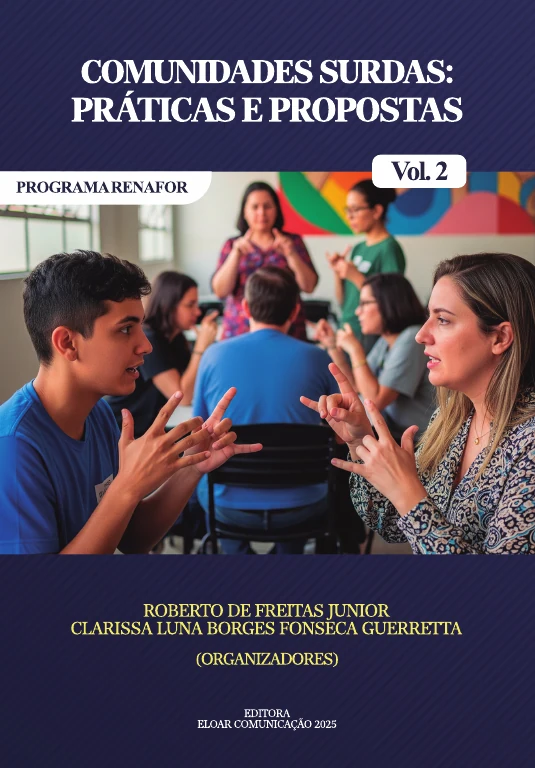 COMUNIDADES SURDAS:
PRÁTICAS E PROPOSTAS
Vol. 2
PROGRAMA RENAFOR
ROBERTO DE FREITAS JUNIOR
CLARISSA LUNA BORGES FONSECA GUERRETTA
(ORGANIZADORES)
EDITORA
ELOAR COMUNICAÇÃO 2025